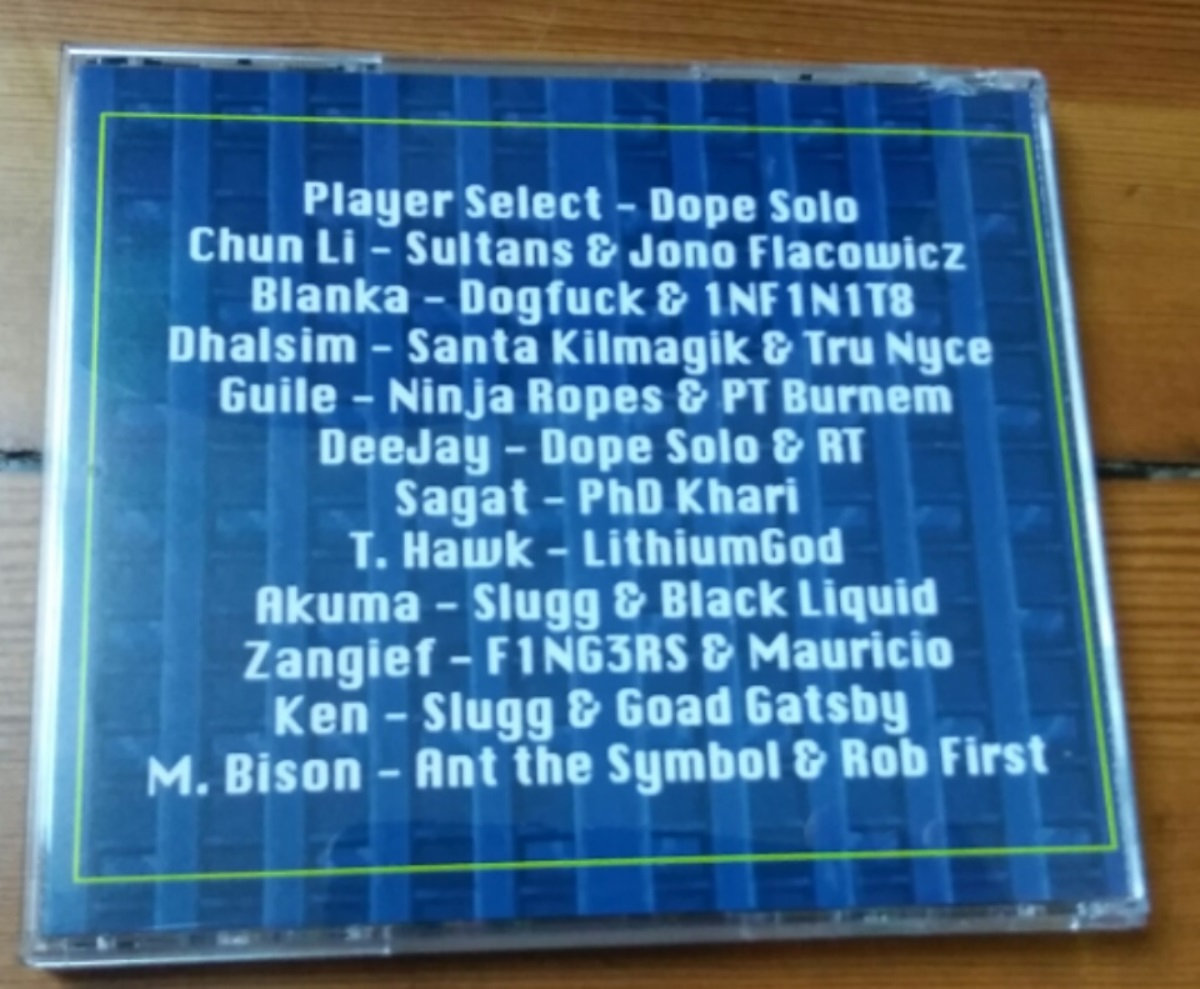 Player Select - Dope Solo
Chun Li - Sultans & Jono Flacowicz
Blanka - Dogfuck & 1NF1N1T8
Dhalsim - Santa Kilmagik & Tru Nyce
Guile - Ninja Ropes & PT Burnem
DeeJay - Dope Solo & RT
Sagat - PhD Khari
T. Hawk - LithiumGod
Akuma - Slugg & Black Liquid
Zangief - F1NG3RS & Mauricio
Ken - Slugg & Goad Gatsby
M. Bison - Ant the Symbol & Rob First